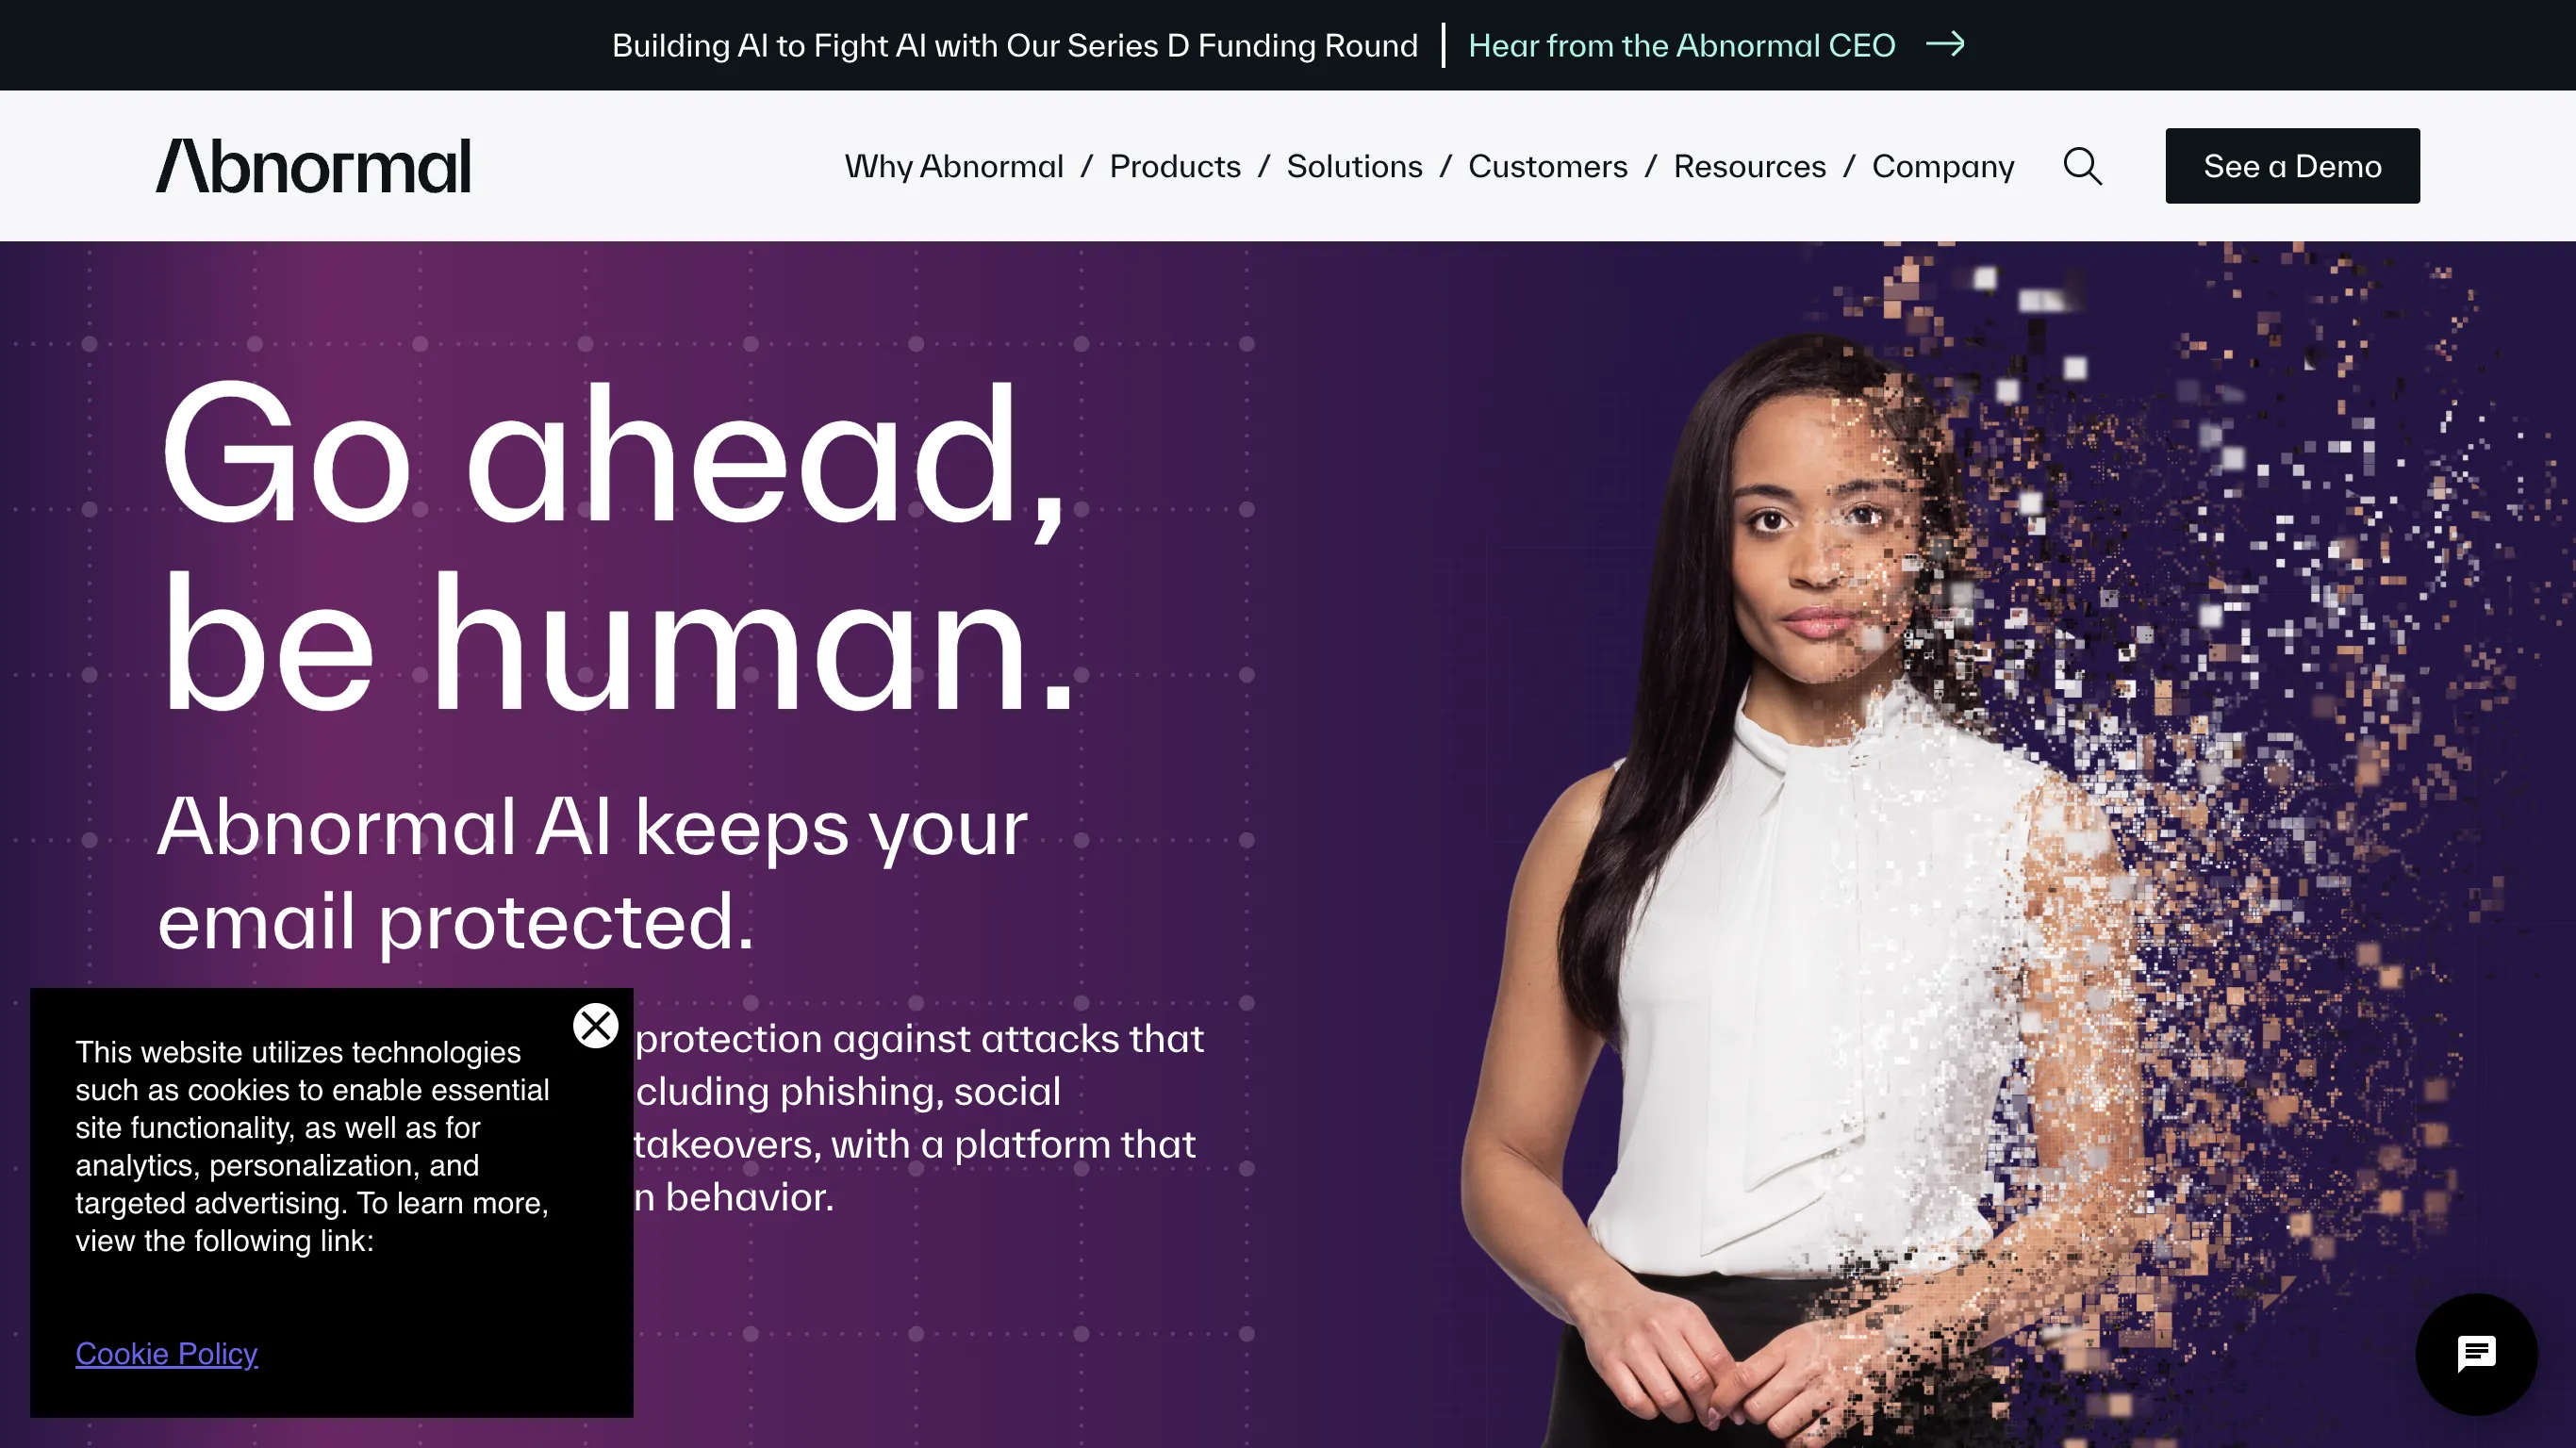 Building AI to Fight AI with Our Series D Funding Round | Hear from the Abnormal CEO →
Abnormal
Why Abnormal / Products / Solutions / Customers / Resources / Company
See a Demo
Go ahead,
be human.
Abnormal AI keeps your
email protected.
protection against attacks that
cluding phishing, social
takeovers, with a platform that
n behavior.
This website utilizes technologies
such as cookies to enable essential
site functionality, as well as for
analytics, personalization, and
targeted advertising. To learn more,
view the following link:
Cookie Policy